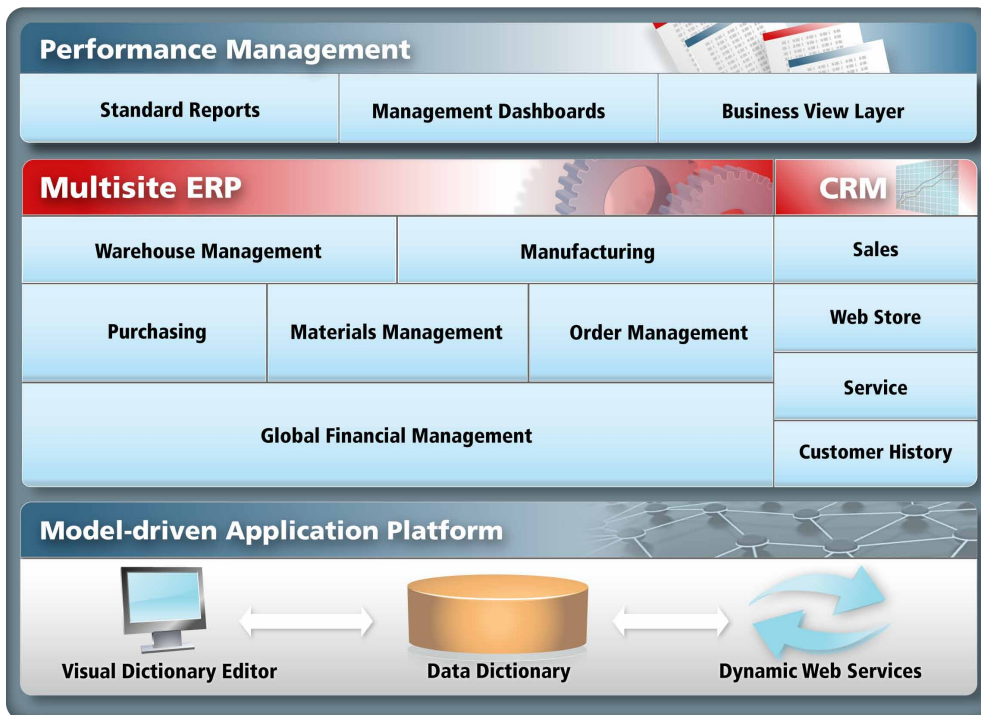 Performance Management
Standard Reports
Management Dashboards
Business View Layer
Multisite ERP
CRM
Warehouse Management
Manufacturing
Sales
Purchasing
Materials Management
Order Management
Web Store
Service
Global Financial Management
Customer History
Model-driven Application Platform
Visual Dictionary Editor
Data Dictionary
Dynamic Web Services